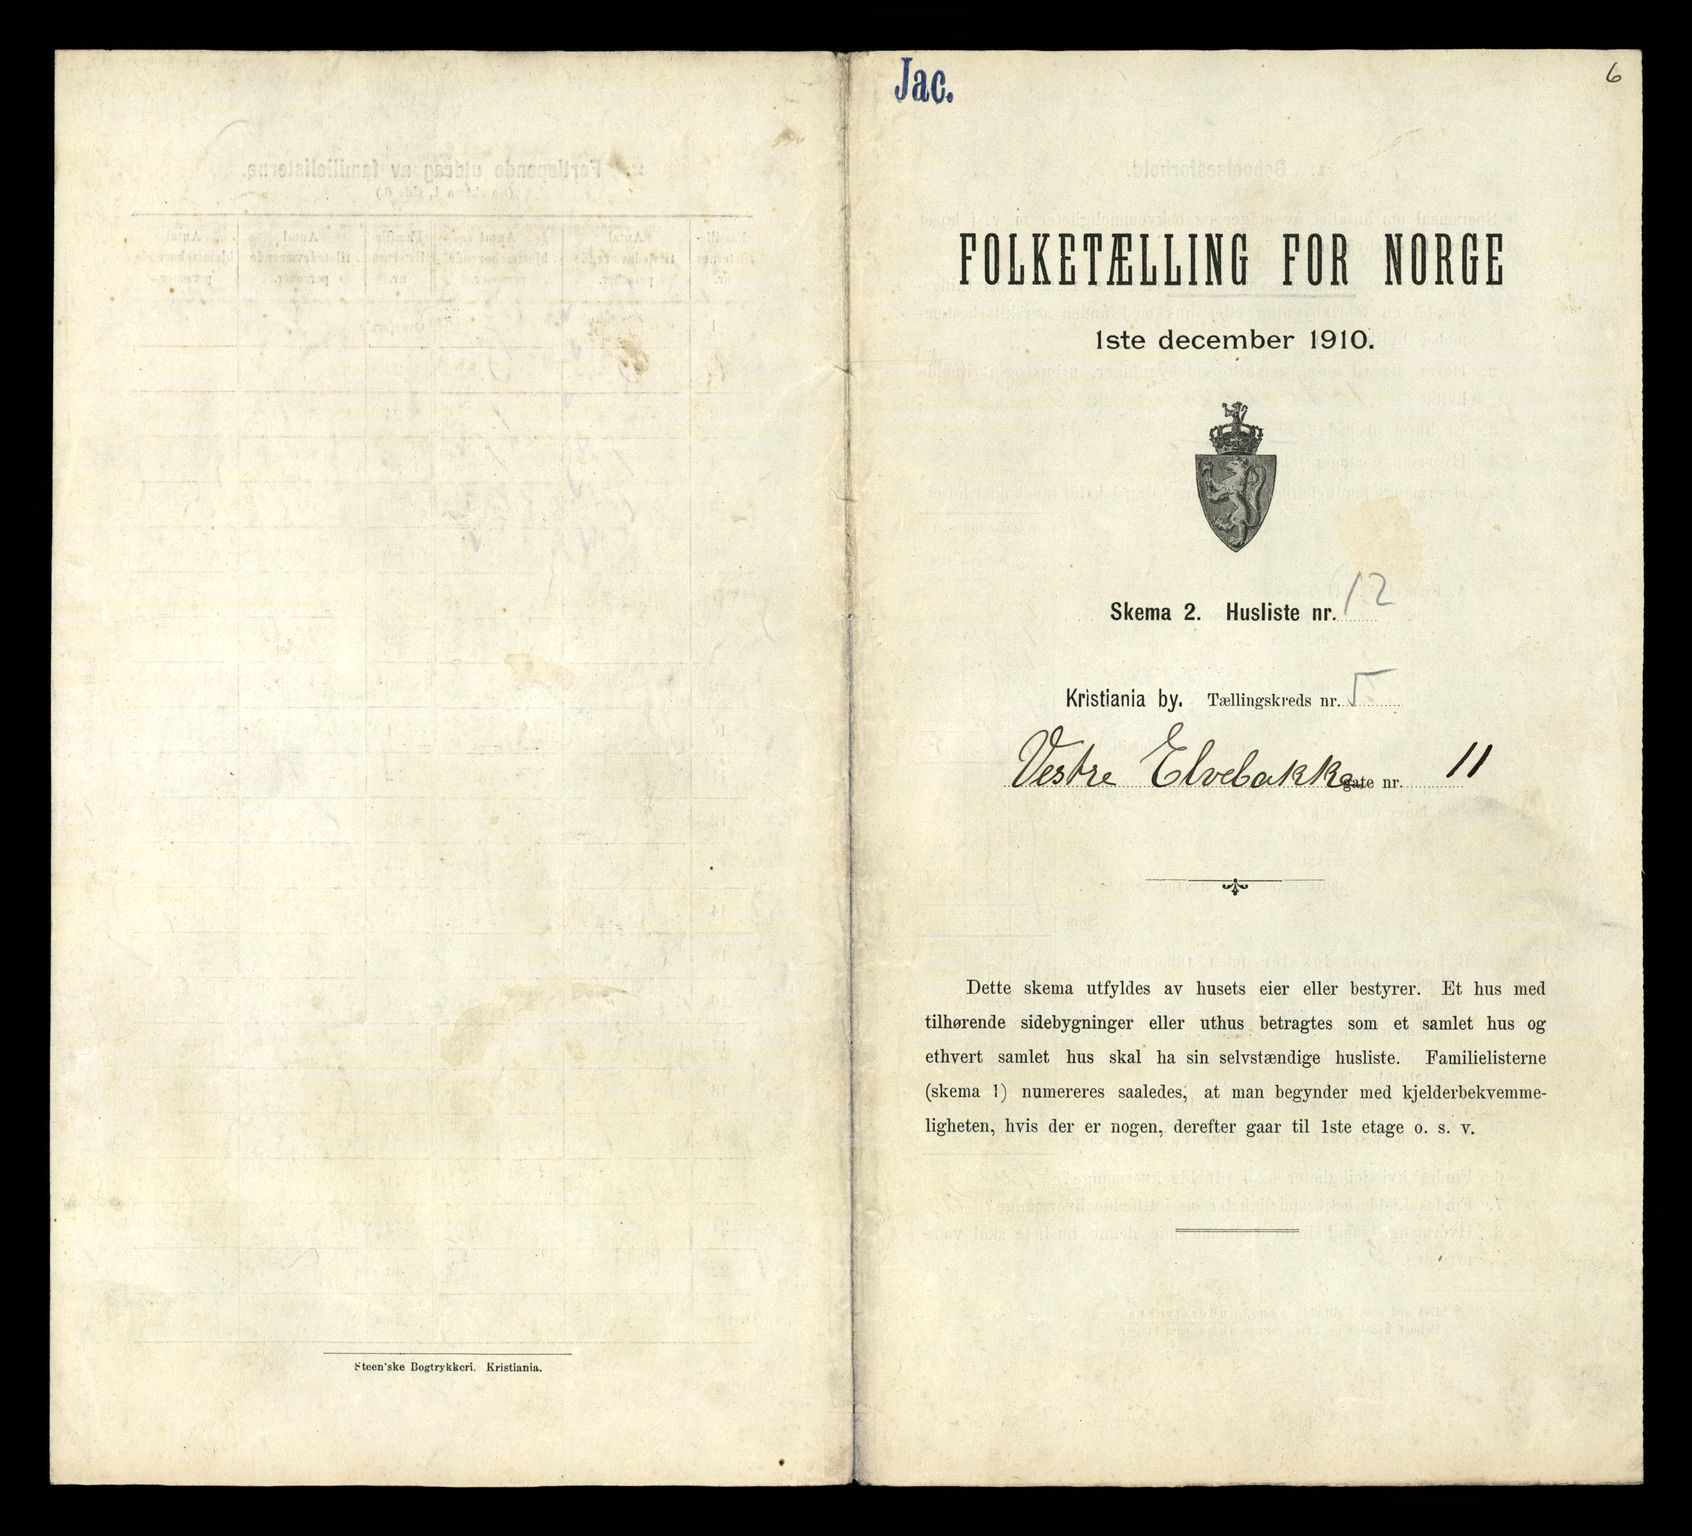 Jac.
6
FOLKETÆLLING FOR NORGE
1ste december 1910.
Skema 2. Husliste nr. 12
Kristiania by. Tællingskreds nr. 5
Vestre Elvebakke gate nr. 11
Dette skema utfyldes av husets eier eller bestyrer. Et hus med
tilhørende sidebygninger eller uthus betragtes som et samlet hus og
ethvert samlet hus skal ha sin selvstændige husliste. Familielisterne
(skema 1) numereres saaledes, at man begynder med kjelderbekvemme-
ligheten, hvis der er nogen, derefter gaar til 1ste etage o. s. v.
Steen'ske Bogtrykkeri. Kristiania.